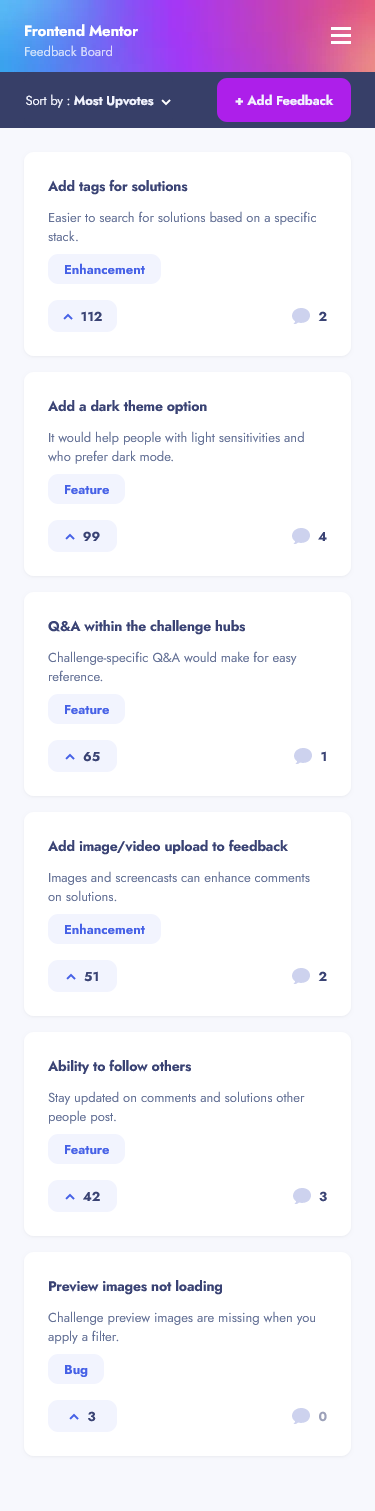 Frontend Mentor
Feedback Board
Sort by : Most Upvotes
+ Add Feedback
Add tags for solutions
Easier to search for solutions based on a specific
stack.
Enhancement
112
2
Add a dark theme option
It would help people with light sensitivities and
who prefer dark mode.
Feature
99
4
Q&A within the challenge hubs
Challenge-specific Q&A would make for easy
reference.
Feature
65
1
Add image/video upload to feedback
Images and screencasts can enhance comments
on solutions.
Enhancement
51
2
Ability to follow others
Stay updated on comments and solutions other
people post.
Feature
42
3
Preview images not loading
Challenge preview images are missing when you
apply a filter.
Bug
3
0